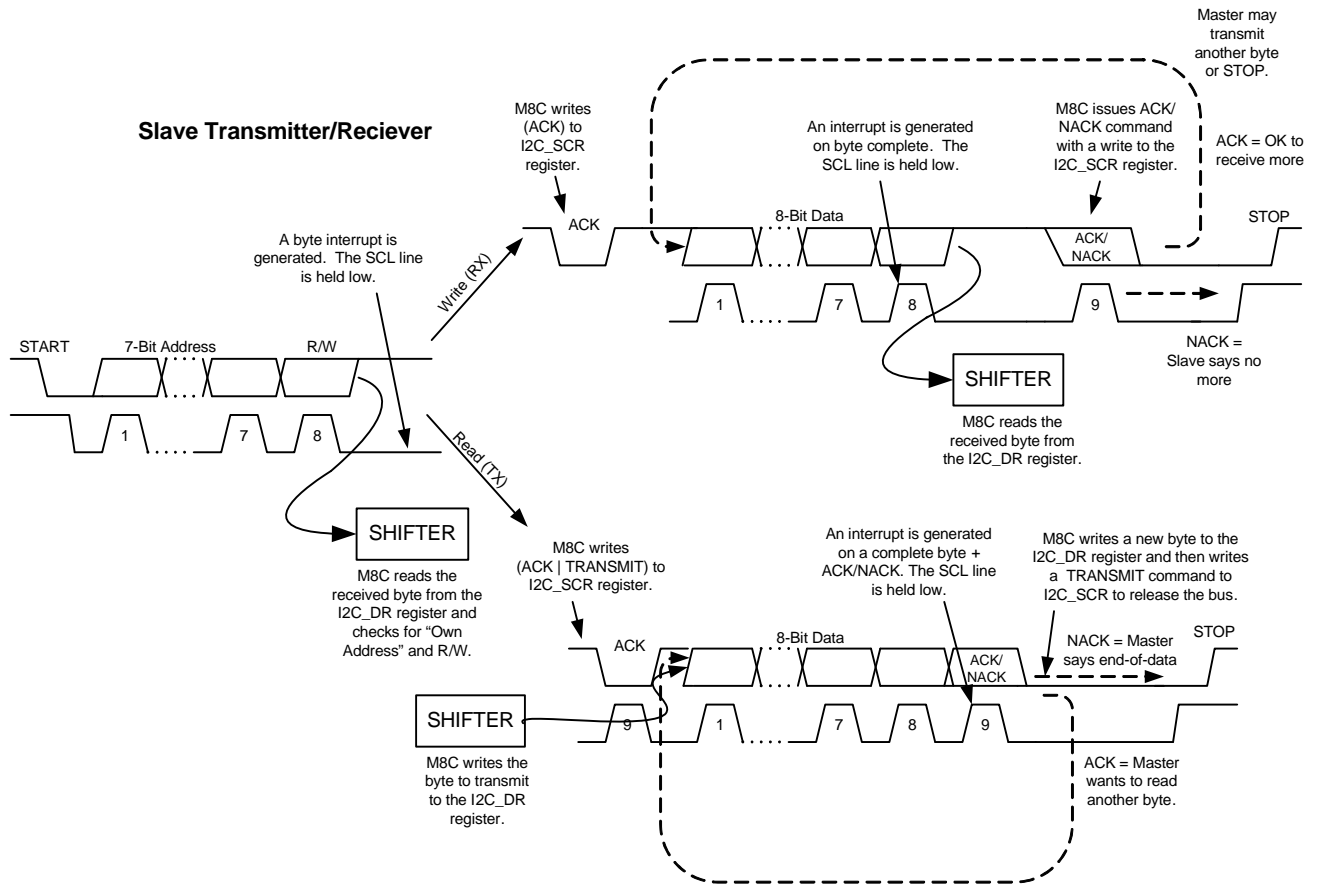 Master may
transmit
another byte
or STOP.
Slave Transmitter/Reciever
M8C writes
(ACK) to
I2C_SCR
register.
An interrupt is generated
on byte complete.  The
SCL line is held low.
M8C issues ACK/
NACK command
with a write to the
I2C_SCR register.
ACK = OK to
receive more
A byte interrupt is
generated.  The SCL line
is held low.
Write (RX)
ACK
8-Bit Data
ACK/
NACK
STOP
1
7
8
9
NACK =
Slave says no
more
SHIFTER
M8C reads the
received byte from
the I2C_DR register.
START
7-Bit Address
R/W
1
7
8
Read (TX)
SHIFTER
M8C reads the
received byte from the
I2C_DR register and
checks for “Own
Address” and R/W.
M8C writes
(ACK | TRANSMIT) to
I2C_SCR register.
An interrupt is generated
on a complete byte +
ACK/NACK. The SCL line
is held low.
M8C writes a new byte to the
I2C_DR register and then writes
a  TRANSMIT command to
I2C_SCR to release the bus.
ACK
8-Bit Data
ACK/
NACK
NACK = Master
says end-of-data
STOP
SHIFTER
9
1
7
8
9
M8C writes the
byte to transmit
to the I2C_DR
register.
ACK = Master
wants to read
another byte.